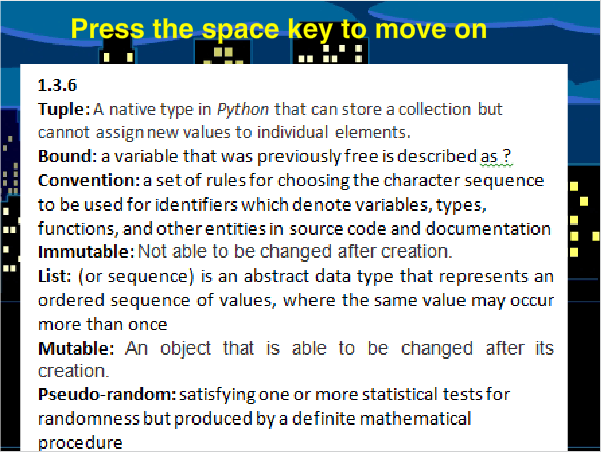 Press the space key to move on
1.3.6
Tuple: A native type in Python that can store a collection but
cannot assign new values to individual elements.
Bound: a variable that was previously free is described as ?
Convention: a set of rules for choosing the character sequence
to be used for identifiers which denote variables, types,
functions, and other entities in source code and documentation
Immutable: Not able to be changed after creation.
List: (or sequence) is an abstract data type that represents an
ordered sequence of values, where the same value may occur
more than once
Mutable: An object that is able to be changed after its
creation.
Pseudo-random: satisfying one or more statistical tests for
randomness but produced by a definite mathematical
procedure